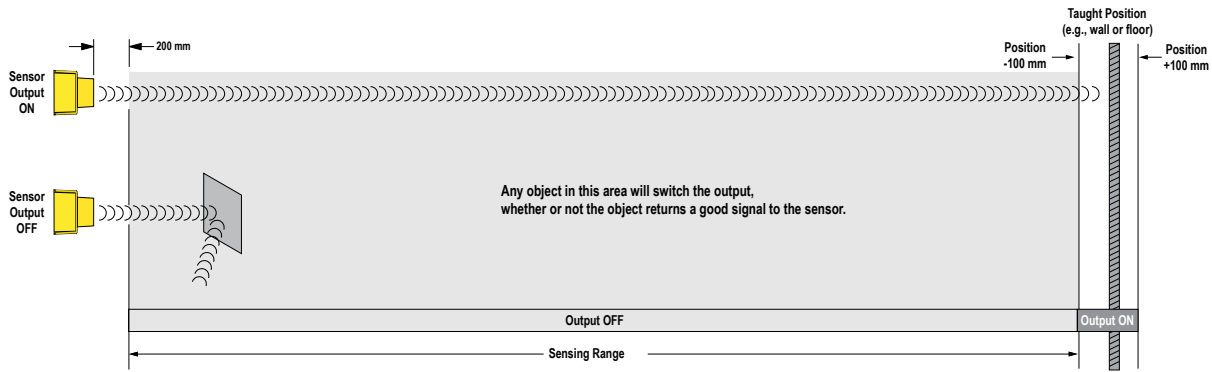 Taught Position
(e.g., wall or floor)
200 mm
Position
-100 mm
Position
+100 mm
Sensor
Output
ON
Sensor
Output
OFF
Any object in this area will switch the output,
whether or not the object returns a good signal to the sensor.
Output OFF
Output ON
Sensing Range